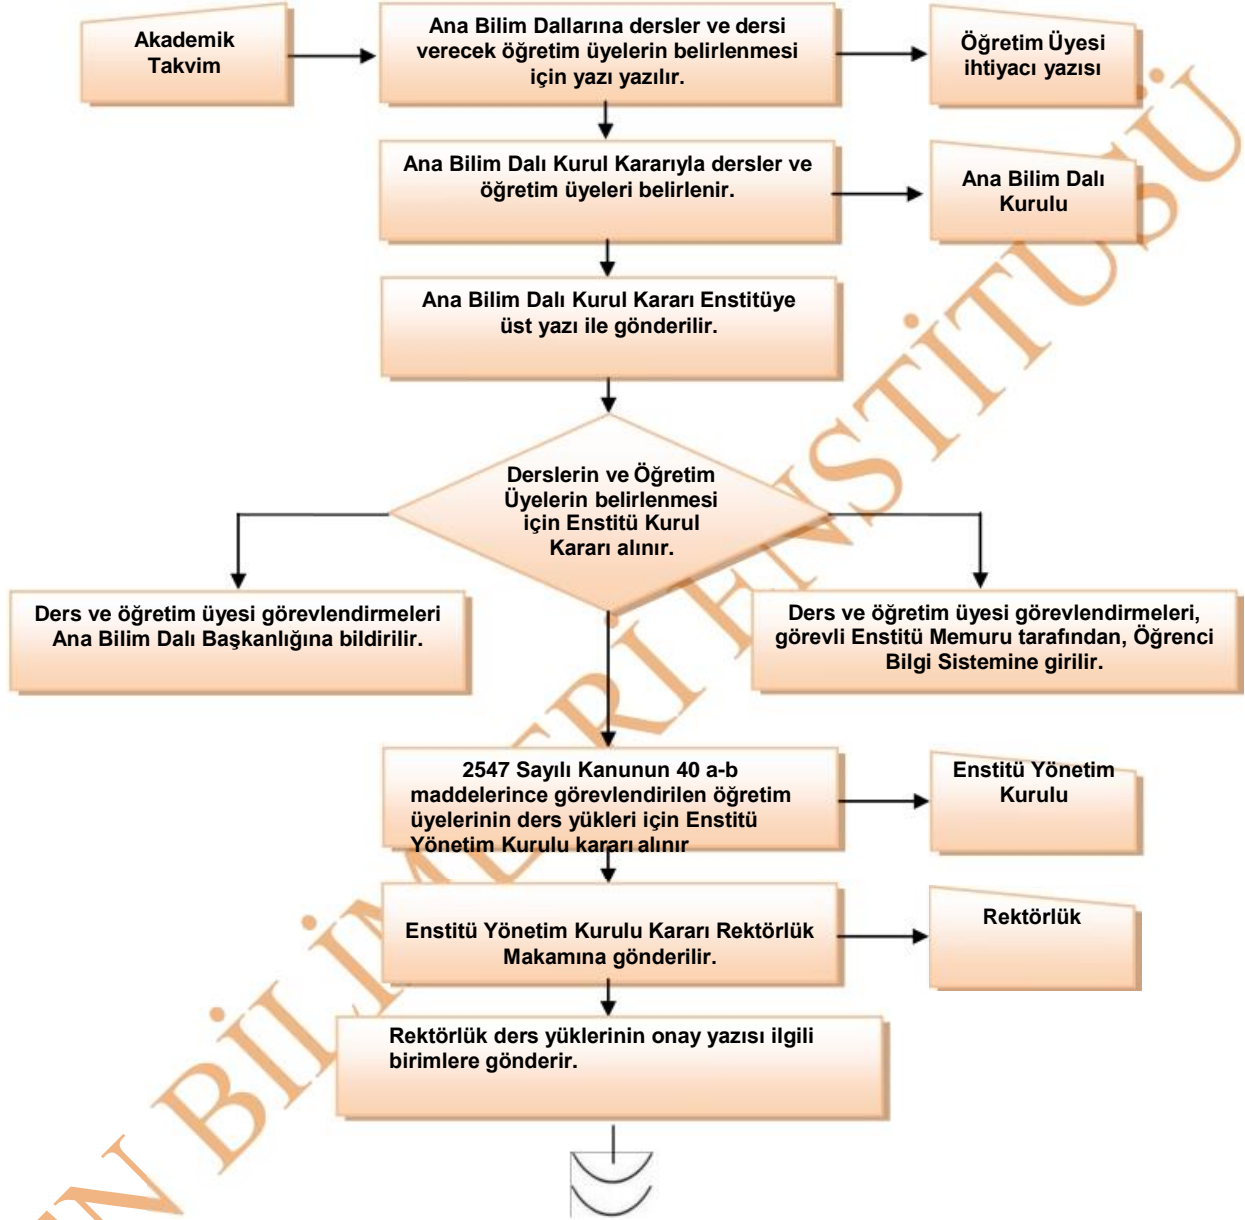 Akademik
Takvim
Ana Bilim Dallarına dersler ve dersi
verecek öğretim üyelerin belirlenmesi
için yazı yazılır.
Öğretim Üyesi
ihtiyacı yazısı
Ana Bilim Dalı Kurul Kararıyla dersler ve
öğretim üyeleri belirlenir.
Ana Bilim Dalı
Kurulu
Ana Bilim Dalı Kurul Kararı Enstitüye
üst yazı ile gönderilir.
Derslerin ve Öğretim
Üyelerin belirlenmesi
için Enstitü Kurul
Kararı alınır.
Ders ve öğretim üyesi görevlendirmeleri
Ana Bilim Dalı Başkanlığına bildirilir.
Ders ve öğretim üyesi görevlendirmeleri,
görevli Enstitü Memuru tarafından, Öğrenci
Bilgi Sistemine girilir.
2547 Sayılı Kanunun 40 a-b
maddelerince görevlendirilen öğretim
üyelerinin ders yükleri için Enstitü
Yönetim Kurulu kararı alınır
Enstitü Yönetim
Kurulu
Enstitü Yönetim Kurulu Kararı Rektörlük
Makamına gönderilir.
Rektörlük
Rektörlük ders yüklerinin onay yazısı ilgili
birimlere gönderir.